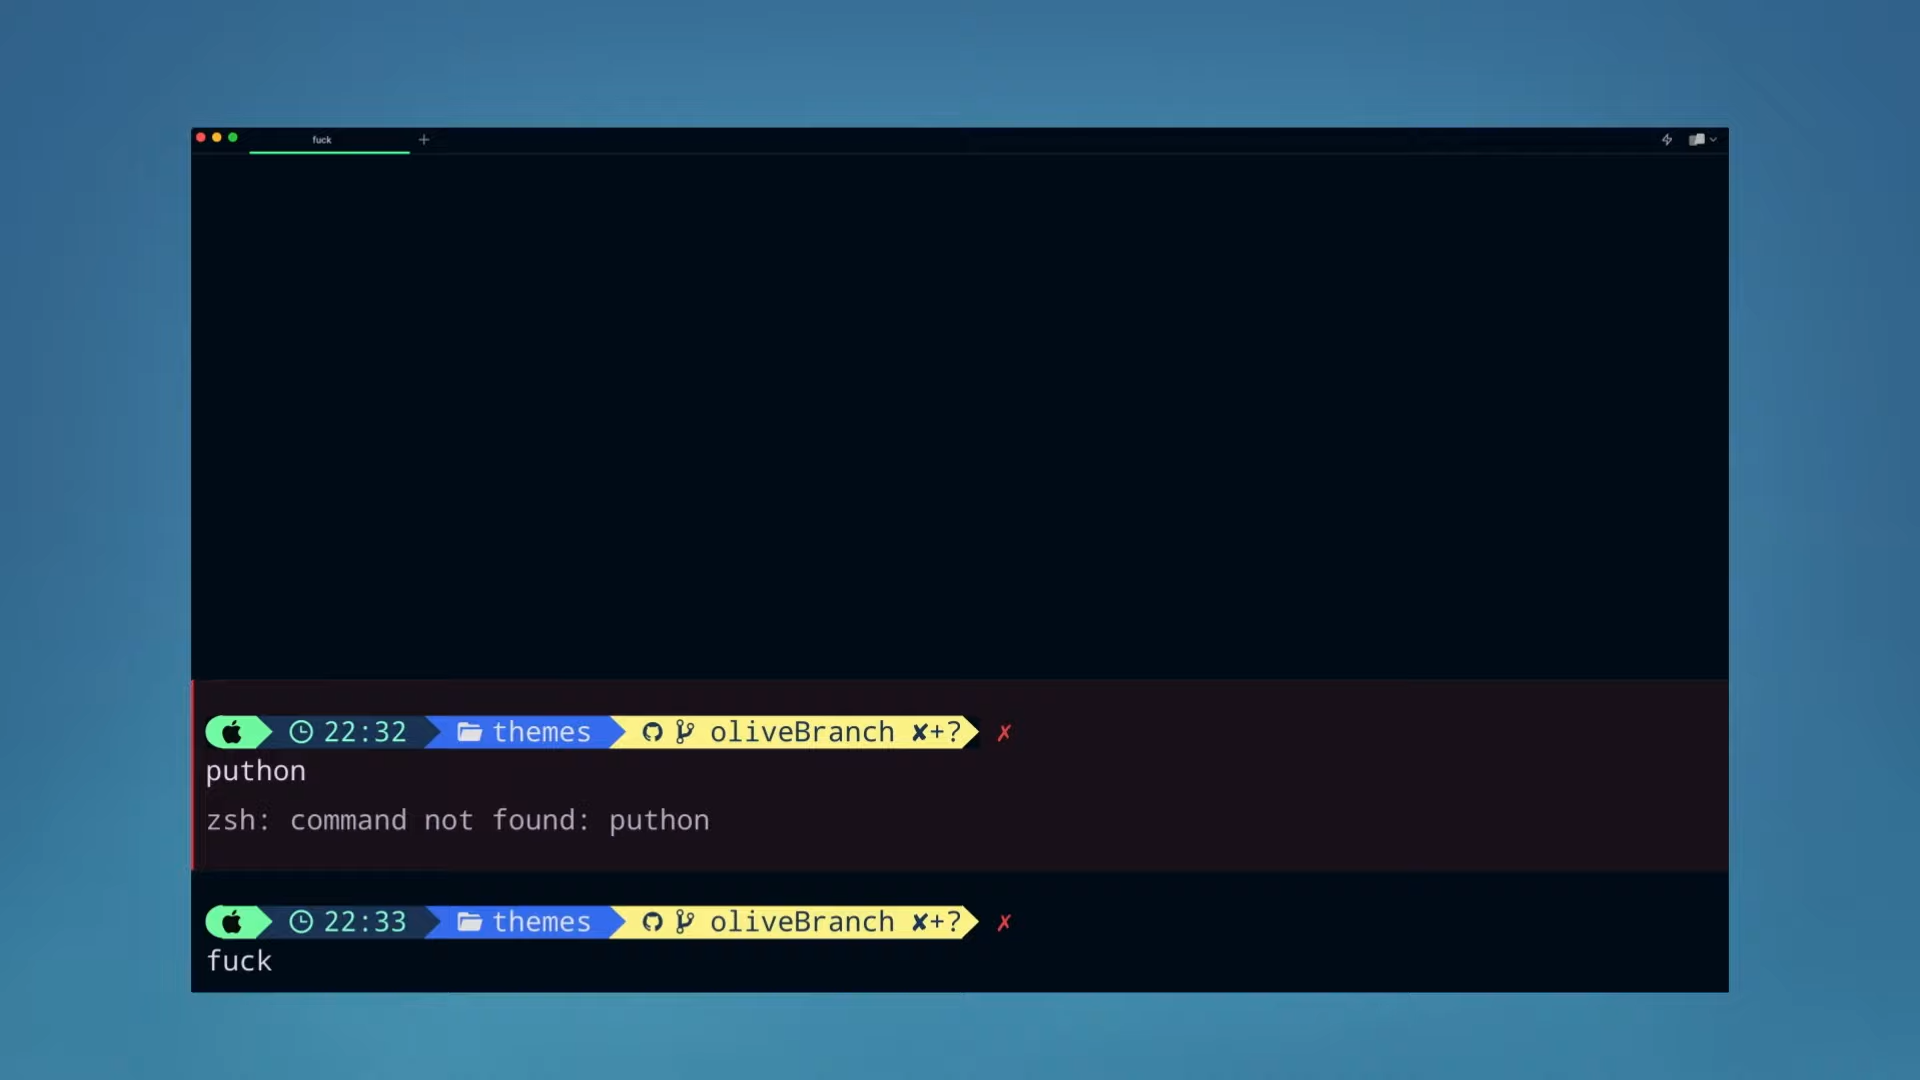 fuck +
22:32 themes oliveBranch ✘+? ✗
puthon
zsh: command not found: puthon
22:33 themes oliveBranch ✘+? ✗
fuck